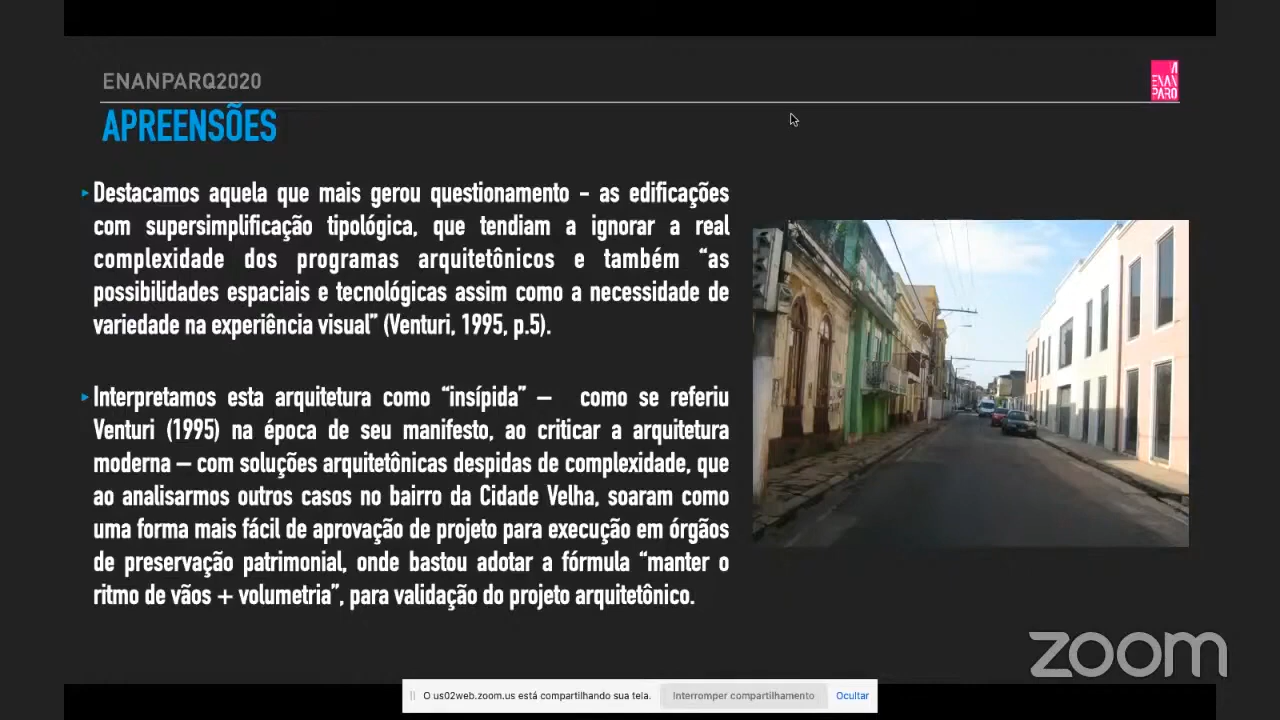 ENANPARQ2020
VI
ENAN
PARQ
APREENSÕES
Destacamos aquela que mais gerou questionamento – as edificações
com supersimplificação tipológica, que tendiam a ignorar a real
complexidade dos programas arquitetônicos e também “as
possibilidades espaciais e tecnológicas assim como a necessidade de
variedade na experiência visual” (Venturi, 1995, p.5).
Interpretamos esta arquitetura como “insípida” – como se referiu
Venturi (1995) na época de seu manifesto, ao criticar a arquitetura
moderna – com soluções arquitetônicas despidas de complexidade, que
ao analisarmos outros casos no bairro da Cidade Velha, soaram como
uma forma mais fácil de aprovação de projeto para execução em órgãos
de preservação patrimonial, onde bastou adotar a fórmula “manter o
ritmo de vãos + volumetria”, para validação do projeto arquitetônico.
zoom
O us02web.zoom.us está compartilhando sua tela.
Interromper compartilhamento
Ocultar